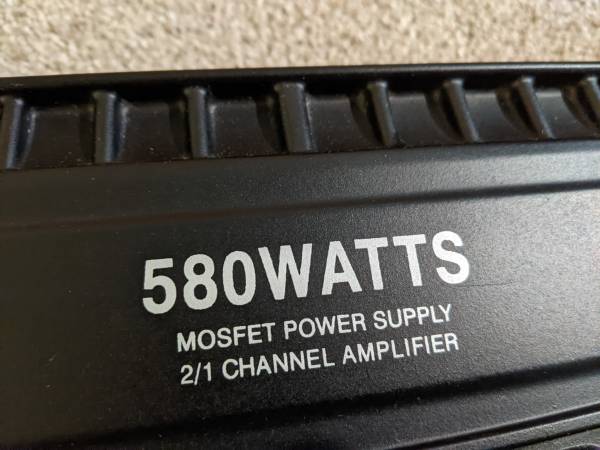 580WATTS
MOSFET POWER SUPPLY
2/1 CHANNEL AMPLIFIER